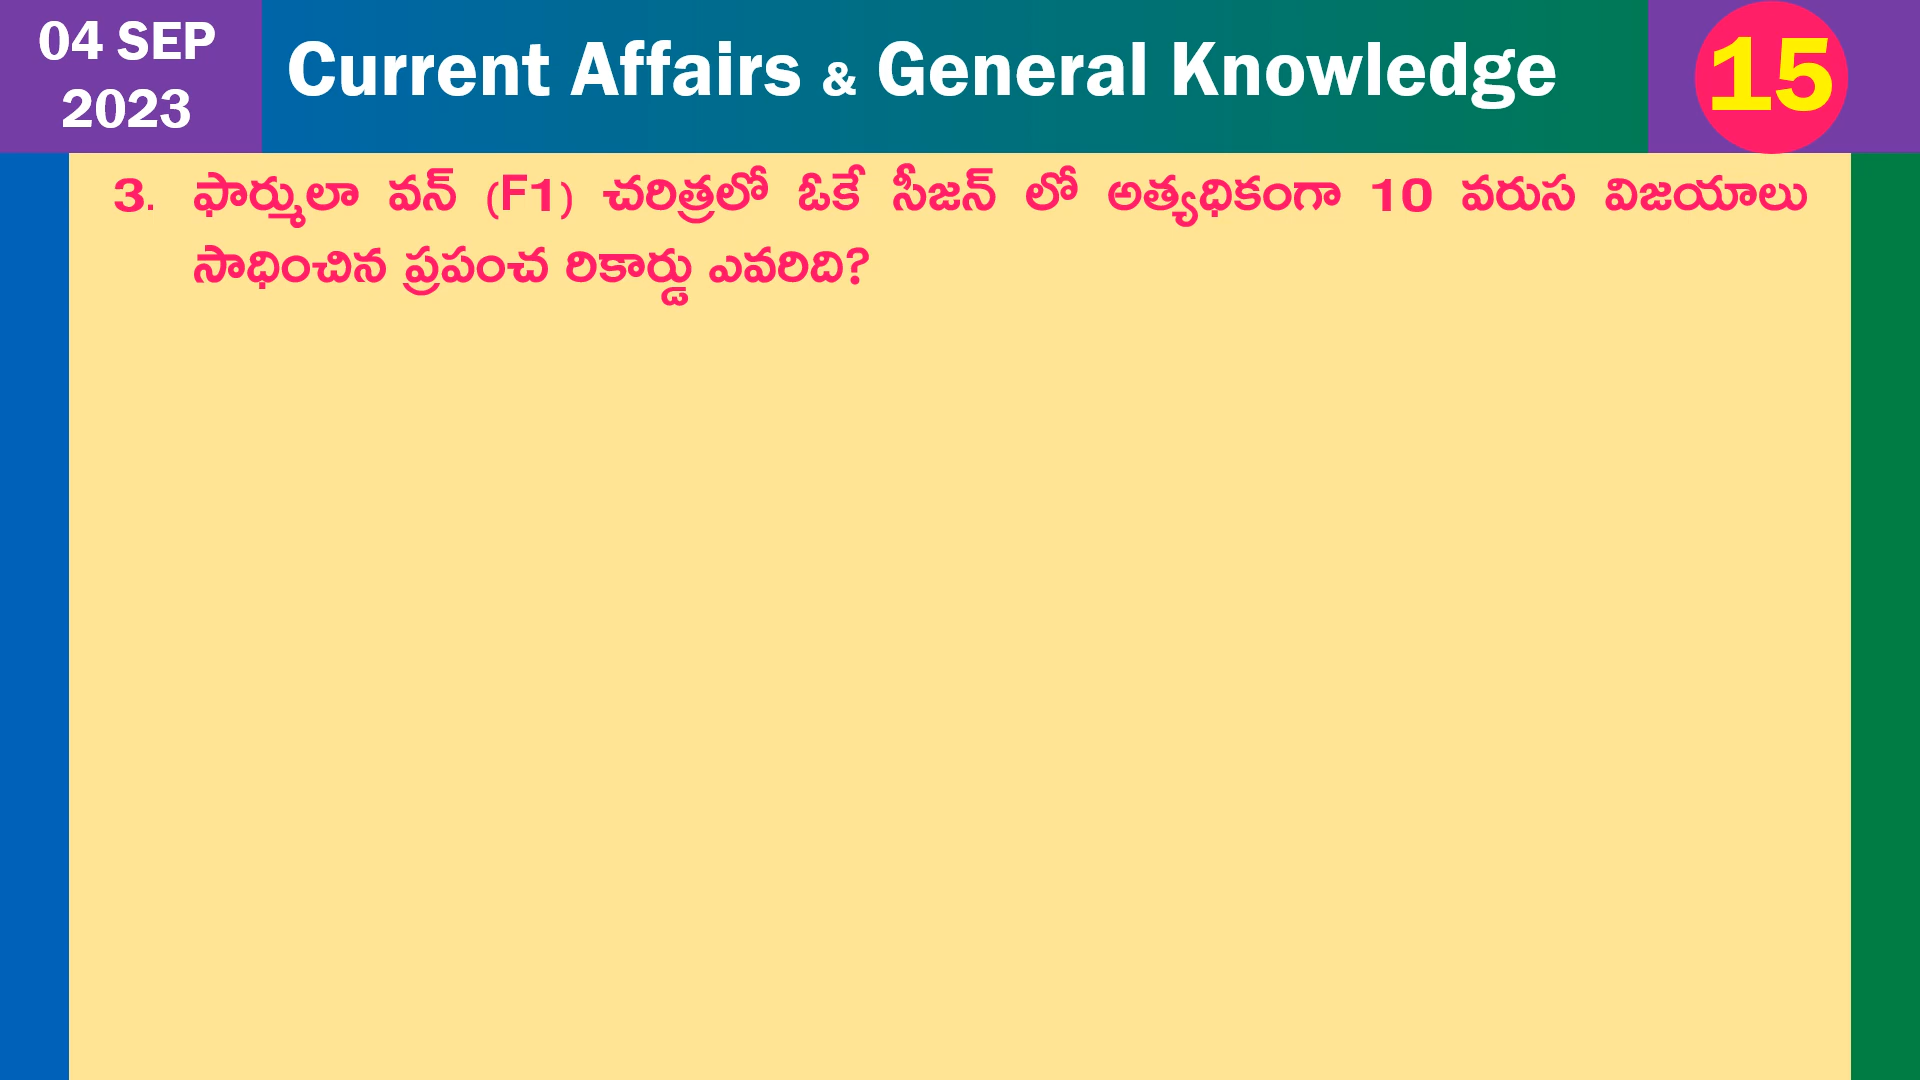 04 SEP
2023
Current Affairs & General Knowledge
15
3. ఫార్ములా వన్ (F1) చరిత్రలో ఓకే సీజన్ లో అత్యధికంగా 10 వరుస విజయాలు
సాధించిన ప్రపంచ రికార్డు ఎవరిది?